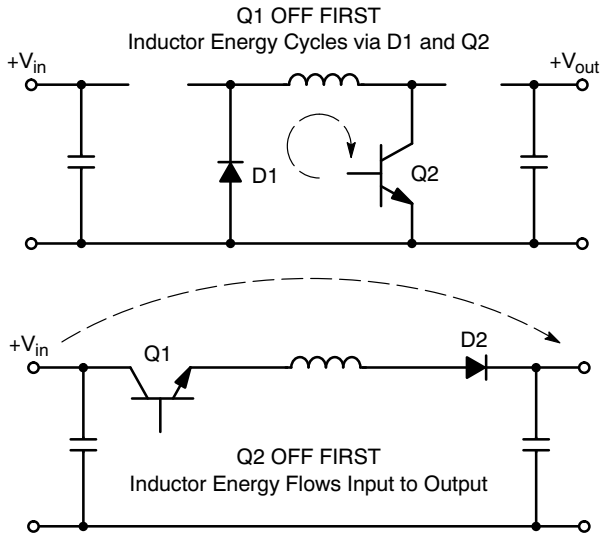 Q1 OFF FIRST
Inductor Energy Cycles via D1 and Q2
+Vin
+Vout
D1
Q2
+Vin
Q1
D2
Q2 OFF FIRST
Inductor Energy Flows Input to Output